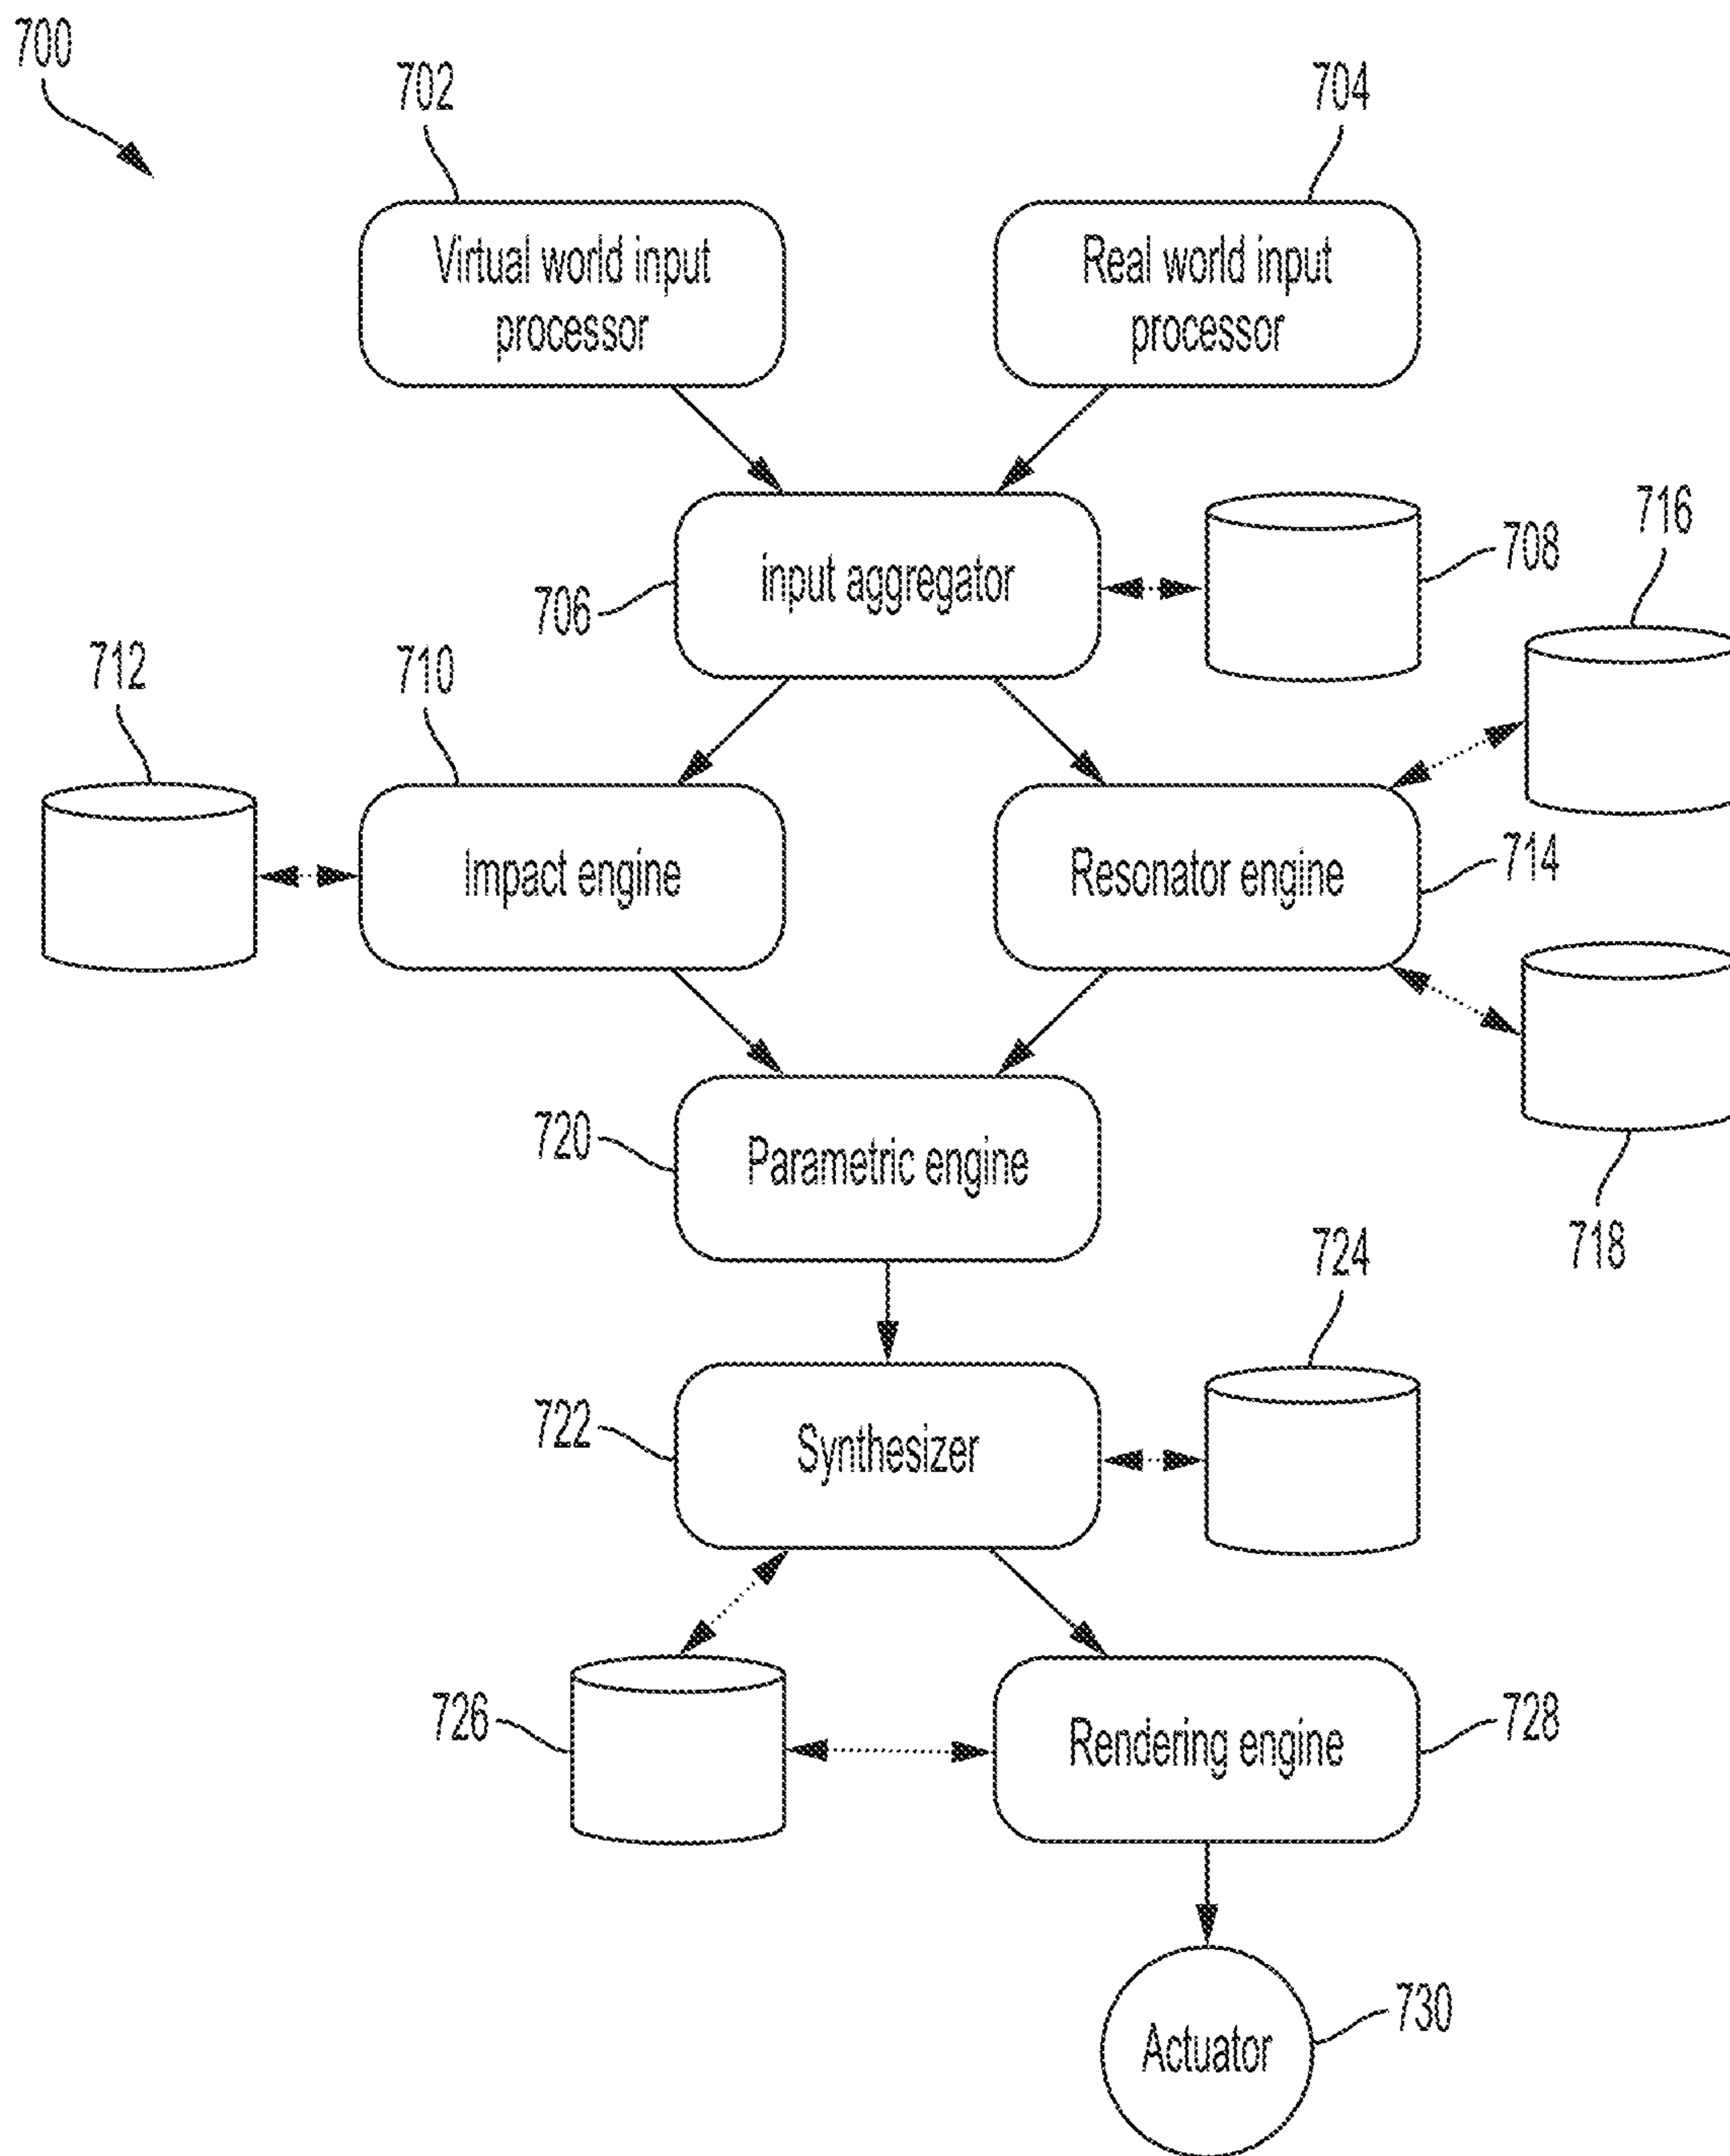 700
702
704
Virtual world input
processor
Real world input
processor
716
708
input aggregator
706
712
710
Impact engine
Resonator engine
714
720
Parametric engine
718
724
722
Synthesizer
726
Rendering engine
728
Actuator
730